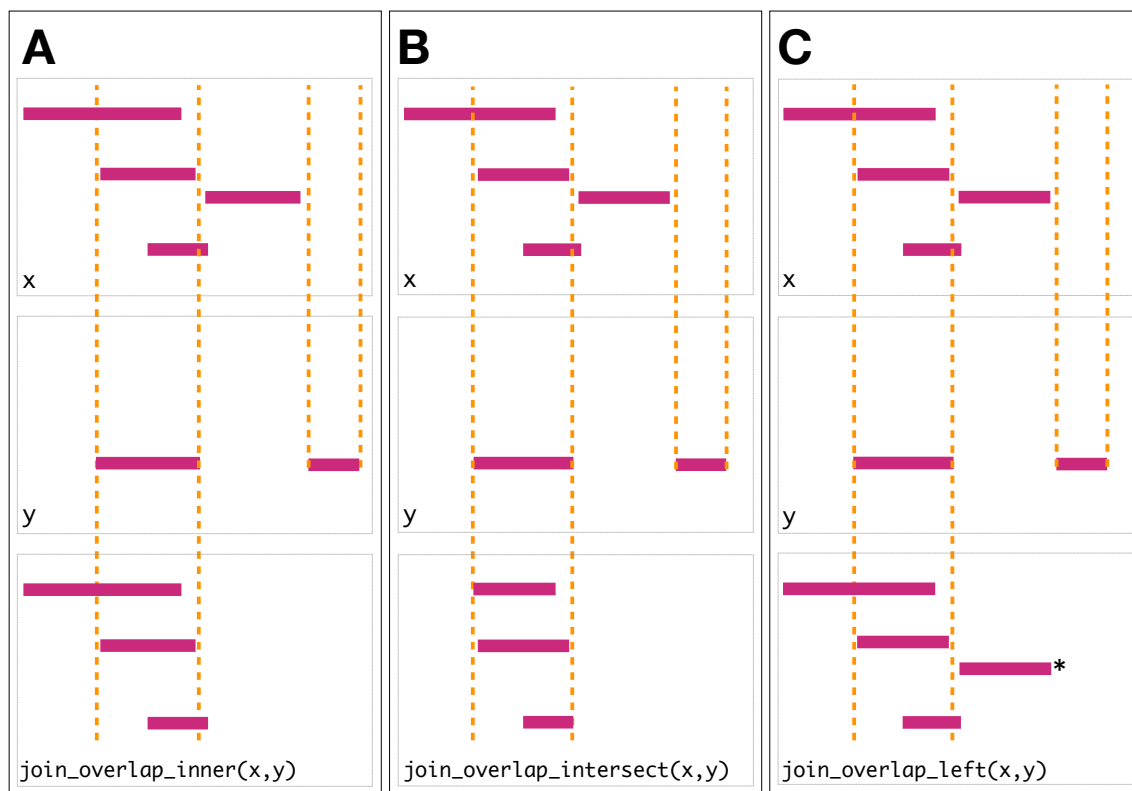 A
x
y
join_overlap_inner(x,y)
B
x
y
join_overlap_intersect(x,y)
C
x
y
*
join_overlap_left(x,y)